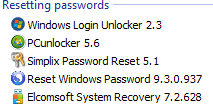 Resetting passwords
Windows Login Unlocker 2.3
PCunlocker 5.6
Simplix Password Reset 5.1
Reset Windows Password 9.3.0.937
Elcomsoft System Recovery 7.2.628